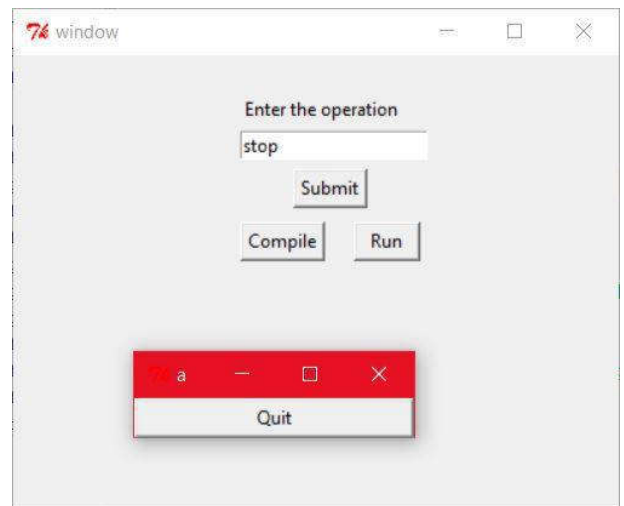 window
Enter the operation
stop
Submit
Compile Run
a
Quit